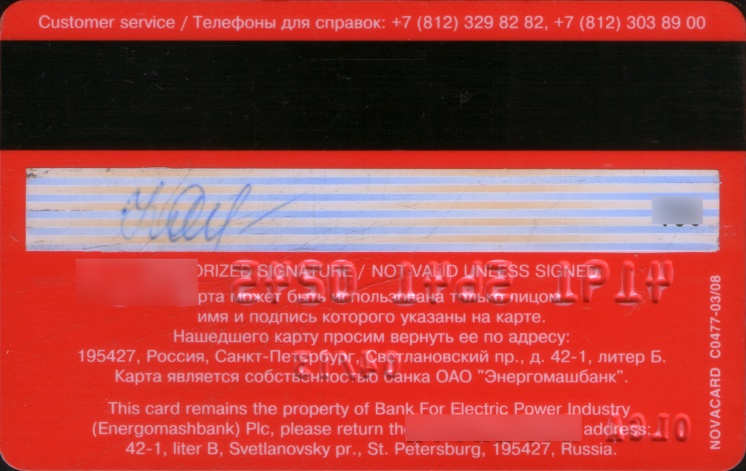 Customer service / Телефоны для справок: +7 (812) 329 82 82, +7 (812) 303 89 00
SIGNATURE / NOT VALID UNLESS SIGNED
может быть использована только лицом
имя и подпись которого указаны на карте.
Нашедшего карту просим вернуть ее по адресу:
195427, Россия, Санкт-Петербург, Светлановский пр., д. 42-1, литер Б.
Карта является собственностью банка ОАО "Энергомашбанк".
This card remains the property of Bank For Electric Power Industry
(Energomashbank) Plc, please return the address:
42-1, liter B, Svetlanovsky pr., St. Petersburg, 195427, Russia.
NOVACARD C0477-03/08